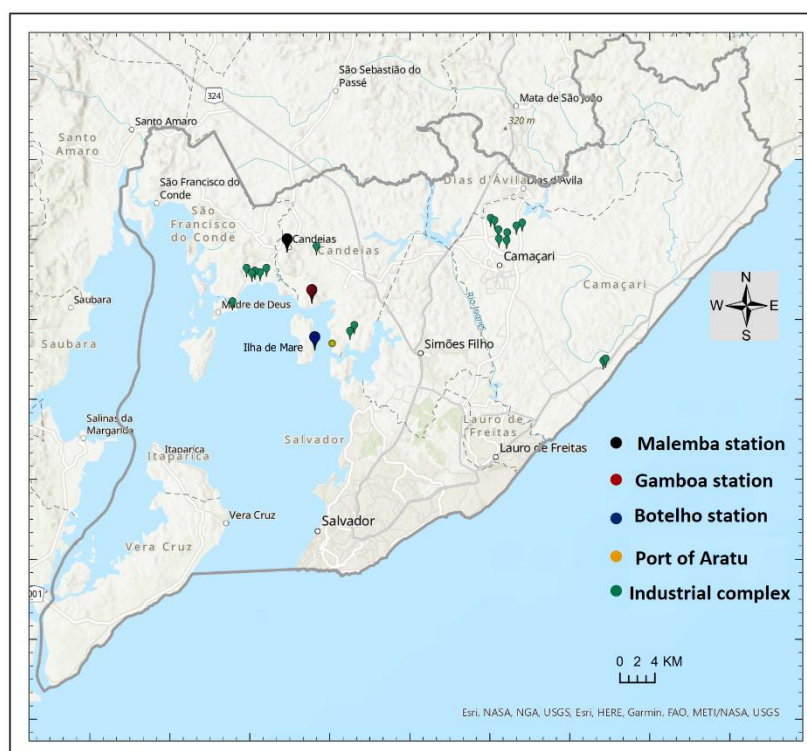 São Sebastião do
Passé
324
Mata de São João
Santo Amaro
320 m
Santo
Amaro
São Francisco do
Conde
Dias d'Ávila
Dias d'Ávila
São
Francisco
do Conde
Candeias
Candeias
Camaçari
Camaçari
N
W E
S
Saubara
Madre de Deus
Rio Joanes
Saubara
Ilha de Mare
Simões Filho
Salinas da
Margarida
Itaparica
Itaparica
Salvador
Lauro de
Freitas
Lauro de Freitas
Malemba station
Gamboa station
Botelho station
Port of Aratu
Industrial complex
Vera Cruz
Salvador
Vera Cruz
001
0 2 4 KM
Esri, NASA, NGA, USGS, Esri, HERE, Garmin, FAO, METI/NASA, USGS